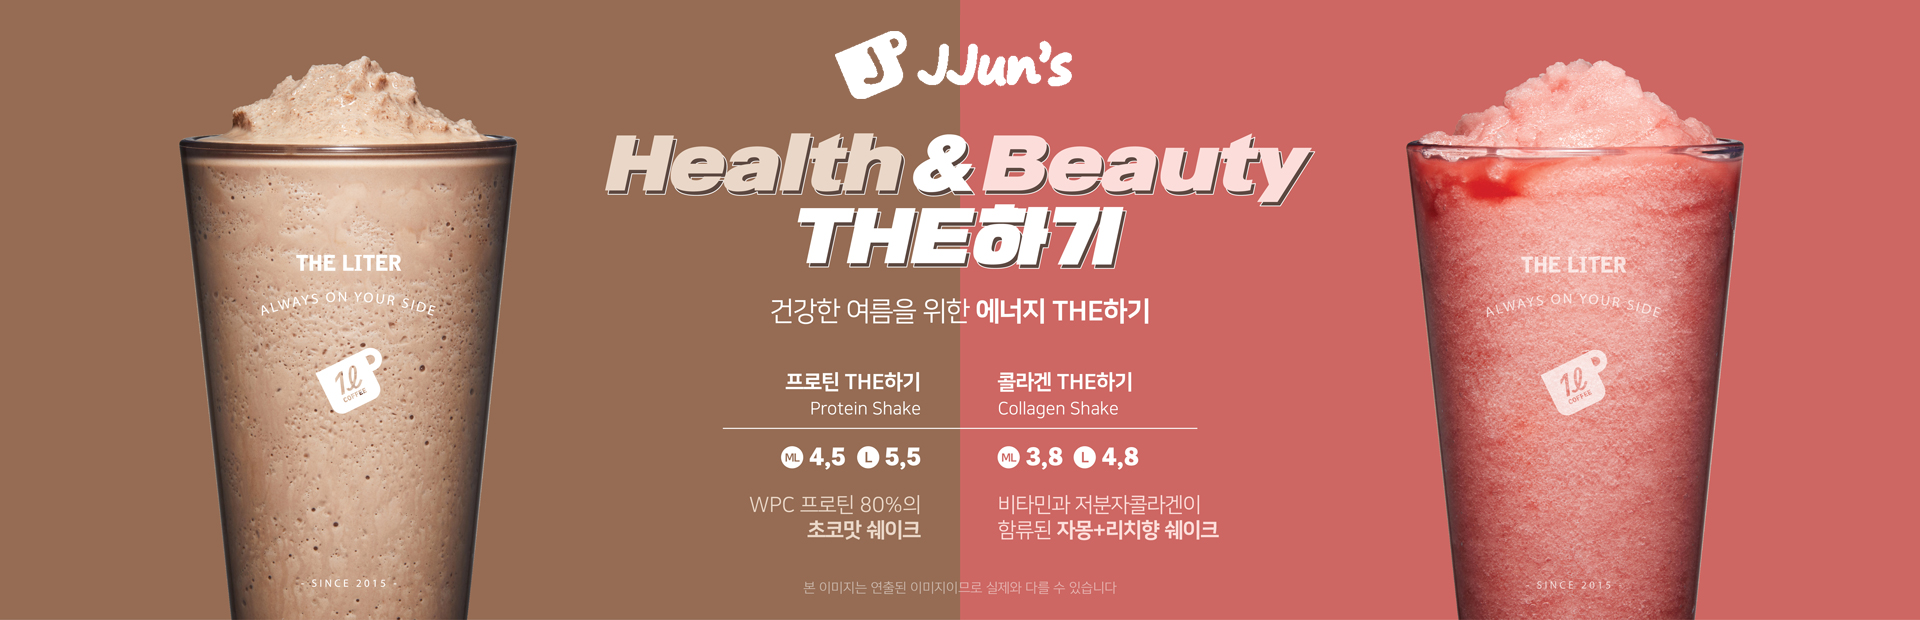 JJun's
Health & Beauty
THE하기
건강한 여름을 위한 에너지 THE하기
프로틴 THE하기
Protein Shake
ML 4,5 L 5,5
WPC 프로틴 80%의
초코맛 쉐이크
콜라겐 THE하기
Collagen Shake
ML 3,8 L 4,8
비타민과 저분자콜라겐이
함류된 자몽+리치향 쉐이크
본 이미지는 연출된 이미지이므로 실제와 다를 수 있습니다
THE LITER
ALWAYS ON YOUR SIDE
1ℓ
COFFEE
- SINCE 2015 -
THE LITER
ALWAYS ON YOUR SIDE
1ℓ
COFFEE
- SINCE 2015 -